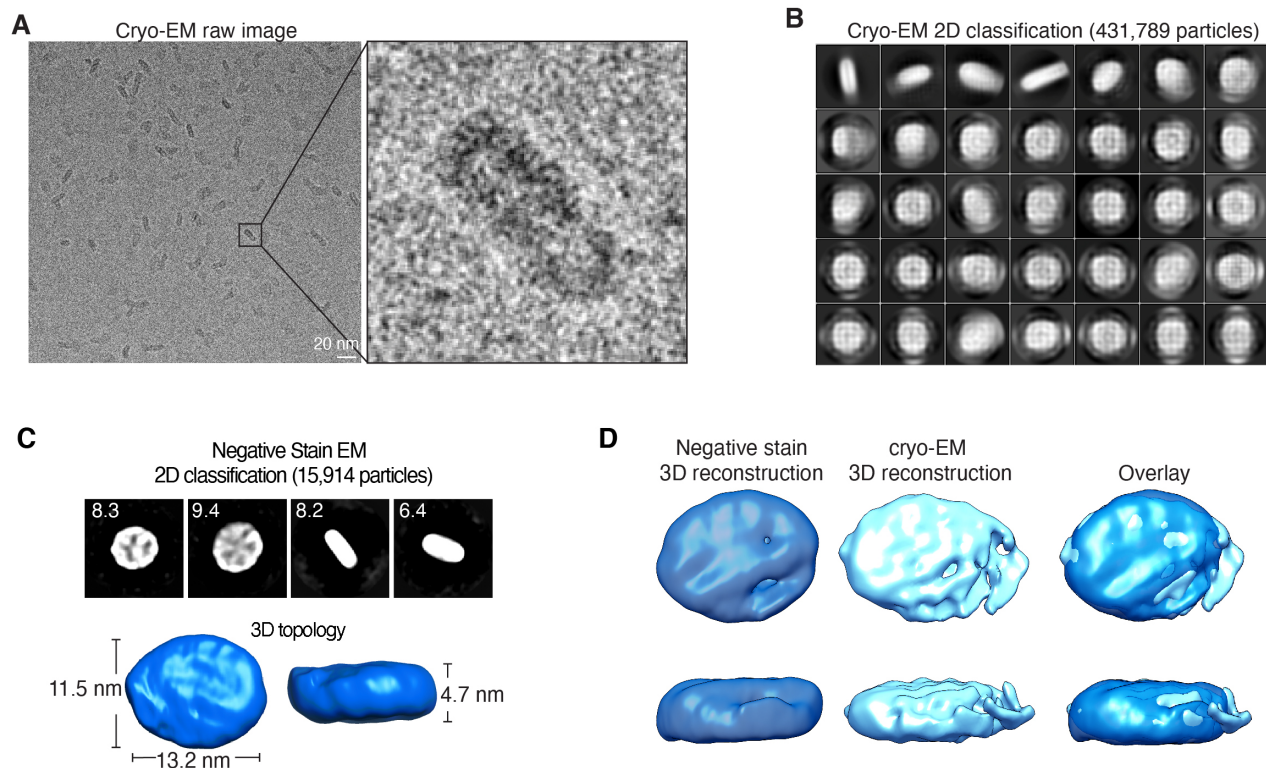 A
Cryo-EM raw image
20 nm
B
Cryo-EM 2D classification (431,789 particles)
C
Negative Stain EM
2D classification (15,914 particles)
8.3
9.4
8.2
6.4
3D topology
11.5 nm
4.7 nm
13.2 nm
D
Negative stain
3D reconstruction
cryo-EM
3D reconstruction
Overlay